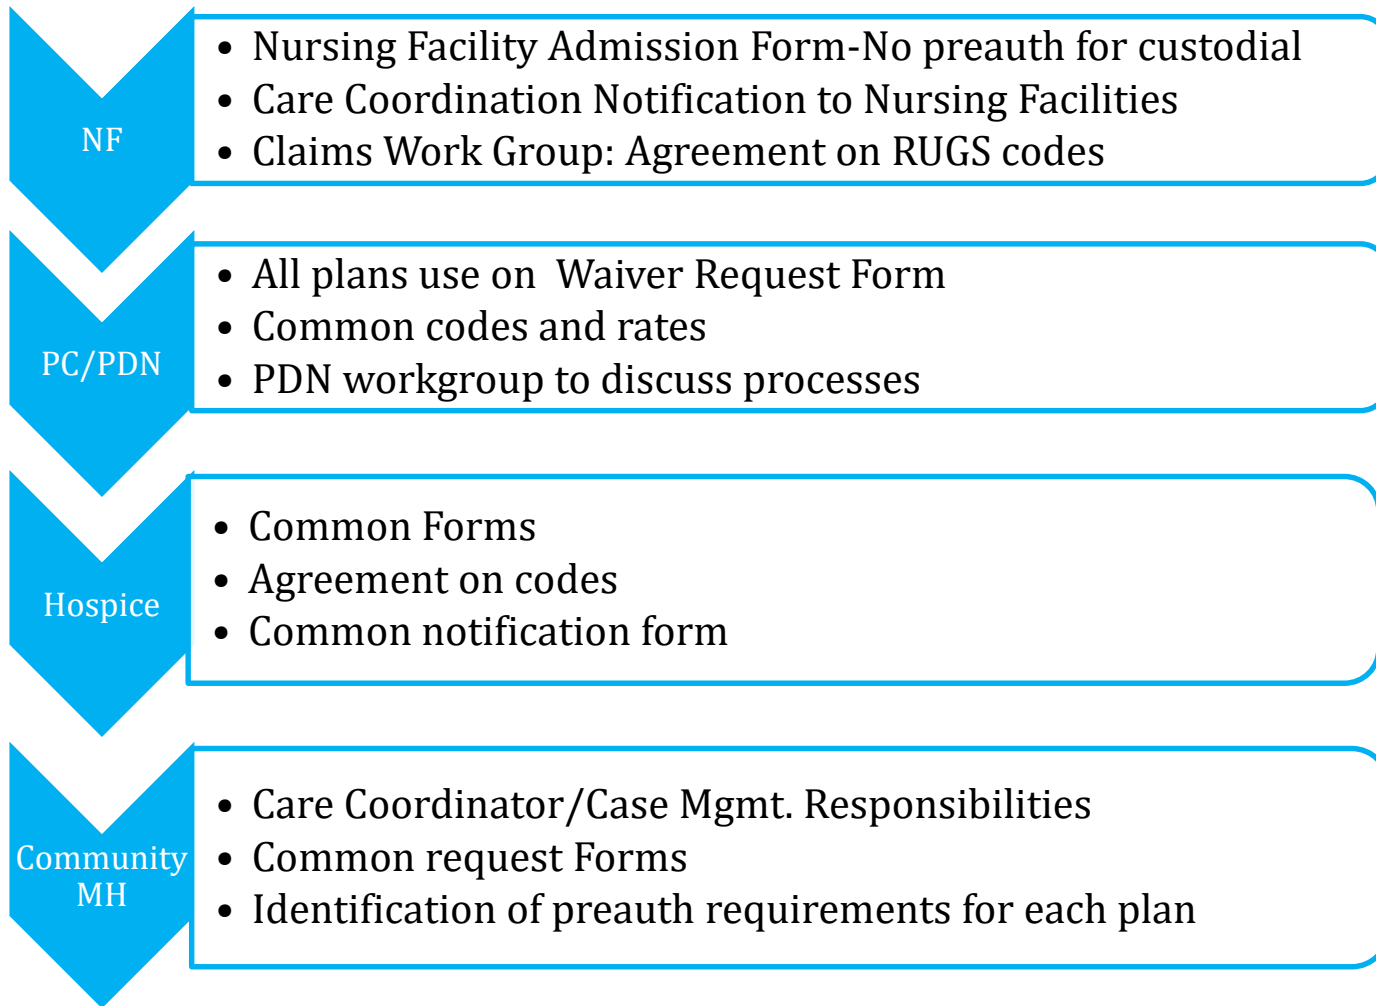 NF
• Nursing Facility Admission Form-No preauth for custodial
• Care Coordination Notification to Nursing Facilities
• Claims Work Group: Agreement on RUGS codes
PC/PDN
• All plans use on  Waiver Request Form
• Common codes and rates
• PDN workgroup to discuss processes
Hospice
• Common Forms
• Agreement on codes
• Common notification form
Community
MH
• Care Coordinator/Case Mgmt. Responsibilities
• Common request Forms
• Identification of preauth requirements for each plan